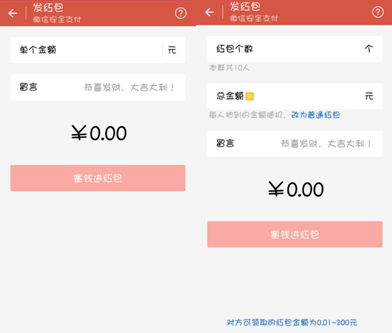 发红包
微信安全支付
单个金额
元
留言
恭喜发财，大吉大利！
￥0.00
塞钱进红包
发红包
微信安全支付
红包个数
个
本群共10人
总金额
元
每人抽到的金额随机，改为普通红包
留言
恭喜发财，大吉大利！
￥0.00
塞钱进红包
对方可领取的红包金额为0.01~200元